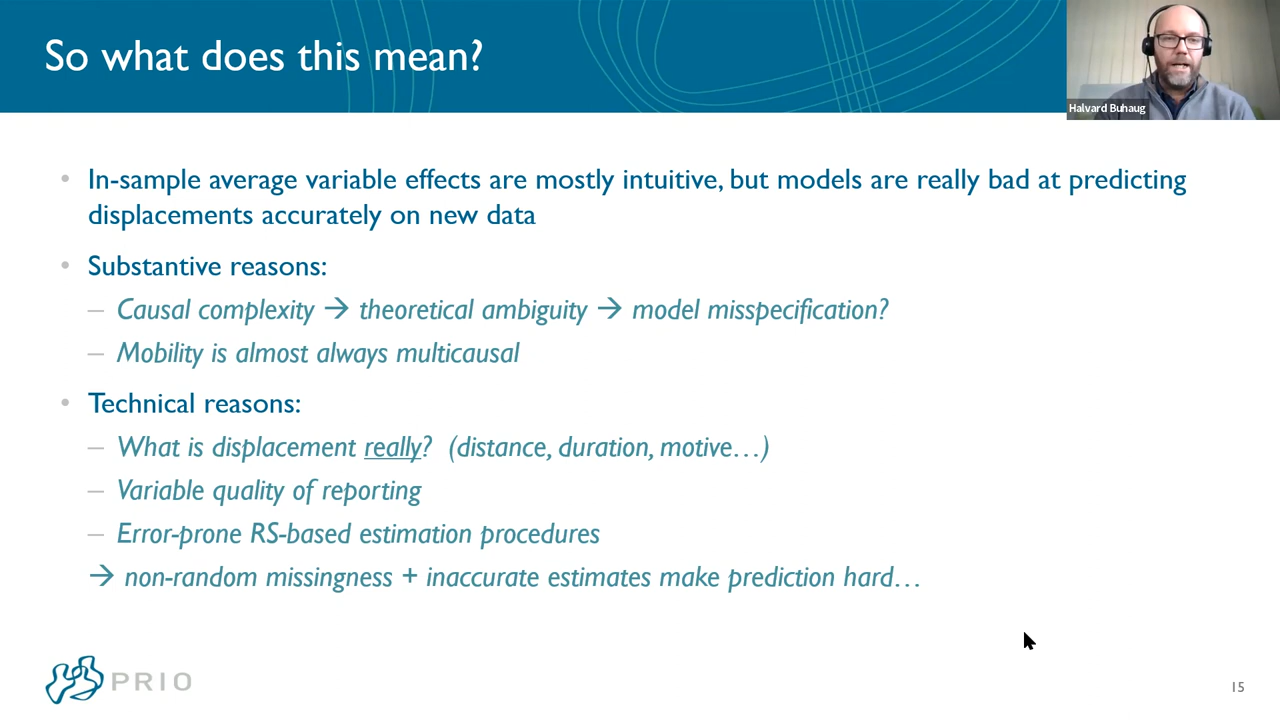 So what does this mean?
Halvard Buhaug
• In-sample average variable effects are mostly intuitive, but models are really bad at predicting
displacements accurately on new data
• Substantive reasons:
– Causal complexity → theoretical ambiguity → model misspecification?
– Mobility is almost always multicausal
• Technical reasons:
– What is displacement really? (distance, duration, motive…)
– Variable quality of reporting
– Error-prone RS-based estimation procedures
→ non-random missingness + inaccurate estimates make prediction hard…
PRIO
15